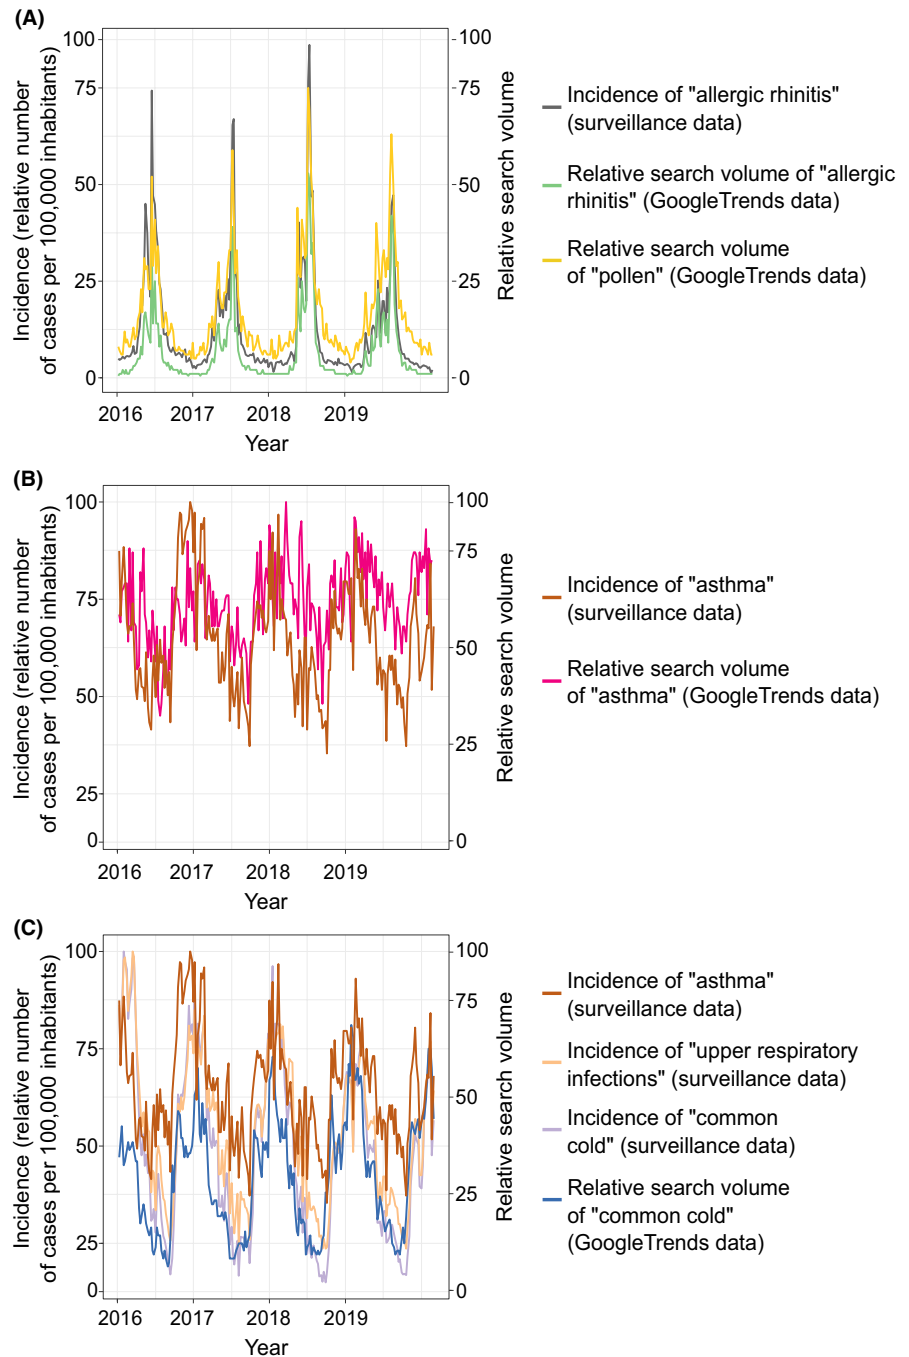 (A)
Incidence (relative number
of cases per 100,000 inhabitants)
100
75
50
25
0
100
75
50
25
0
Relative search volume
2016
2017
2018
2019
Year
Incidence of "allergic rhinitis"
(surveillance data)
Relative search volume of "allergic
rhinitis" (GoogleTrends data)
Relative search volume
of "pollen" (GoogleTrends data)
(B)
Incidence (relative number
of cases per 100,000 inhabitants)
100
75
50
25
0
100
75
50
25
0
Relative search volume
2016
2017
2018
2019
Year
Incidence of "asthma"
(surveillance data)
Relative search volume
of "asthma" (GoogleTrends data)
(C)
Incidence (relative number
of cases per 100,000 inhabitants)
100
75
50
25
0
100
75
50
25
0
Relative search volume
2016
2017
2018
2019
Year
Incidence of "asthma"
(surveillance data)
Incidence of "upper respiratory
infections" (surveillance data)
Incidence of "common
cold" (surveillance data)
Relative search volume
of "common cold"
(GoogleTrends data)